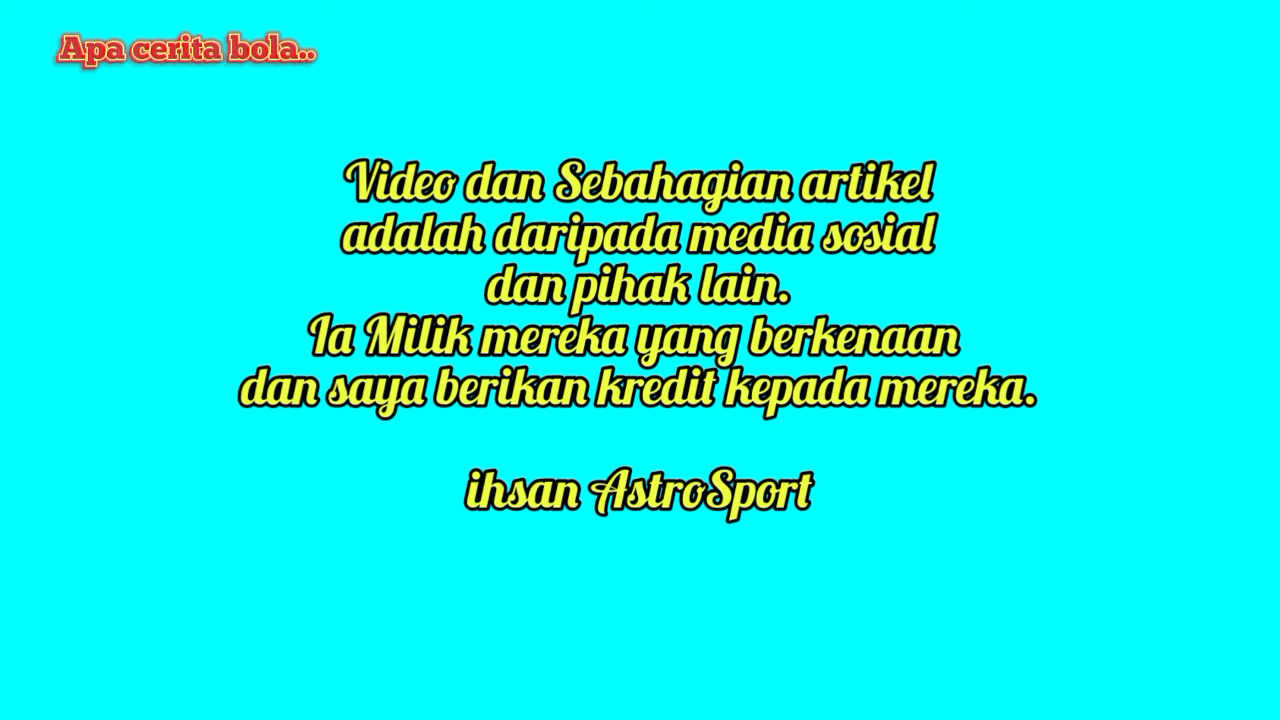 Apa cerita bola..
Video dan Sebahagian artikel
adalah daripada media sosial
dan pihak lain.
Ia Milik mereka yang berkenaan
dan saya berikan kredit kepada mereka.
ihsan AstroSport